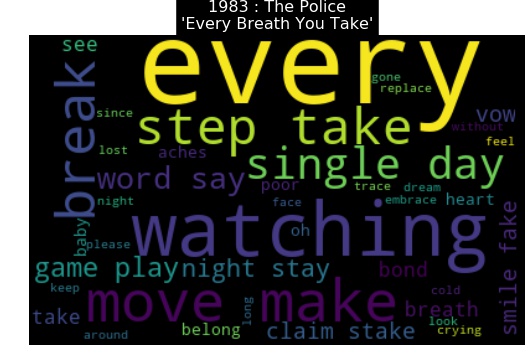 1983 : The Police
'Every Breath You Take'
see
every
gone
replace
break
since
step take
vow
without
lost
aches
single day
feel
word say
poor
trace
dream
night
face
embrace
heart
watching
oh
baby
please
smile fake
game play
night stay
bond
keep
move make
long
cold
breath
take
around
belong
claim stake
look
crying